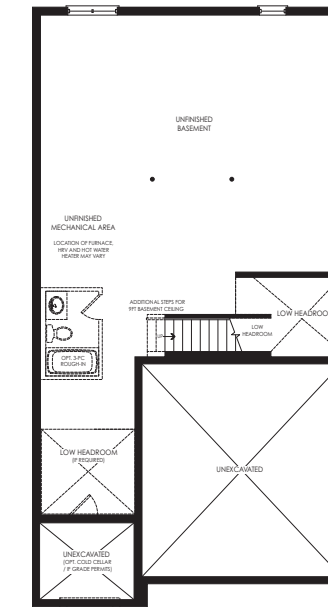 UNFINISHED
BASEMENT
UNFINISHED
MECHANICAL AREA
LOCATION OF FURNACE,
HRV AND HOT WATER
HEATER MAY VARY
ADDITIONAL STEPS FOR
9FT BASEMENT CEILING
LOW HEADROO
LOW
HEADROOM
UP
OPT. 3-PC
ROUGH-IN
LOW HEADROOM
(IF REQUIRED)
UNEXCAVATED
UNEXCAVATED
(OPT. COLD CELLAR
/ IF GRADE PERMITS)